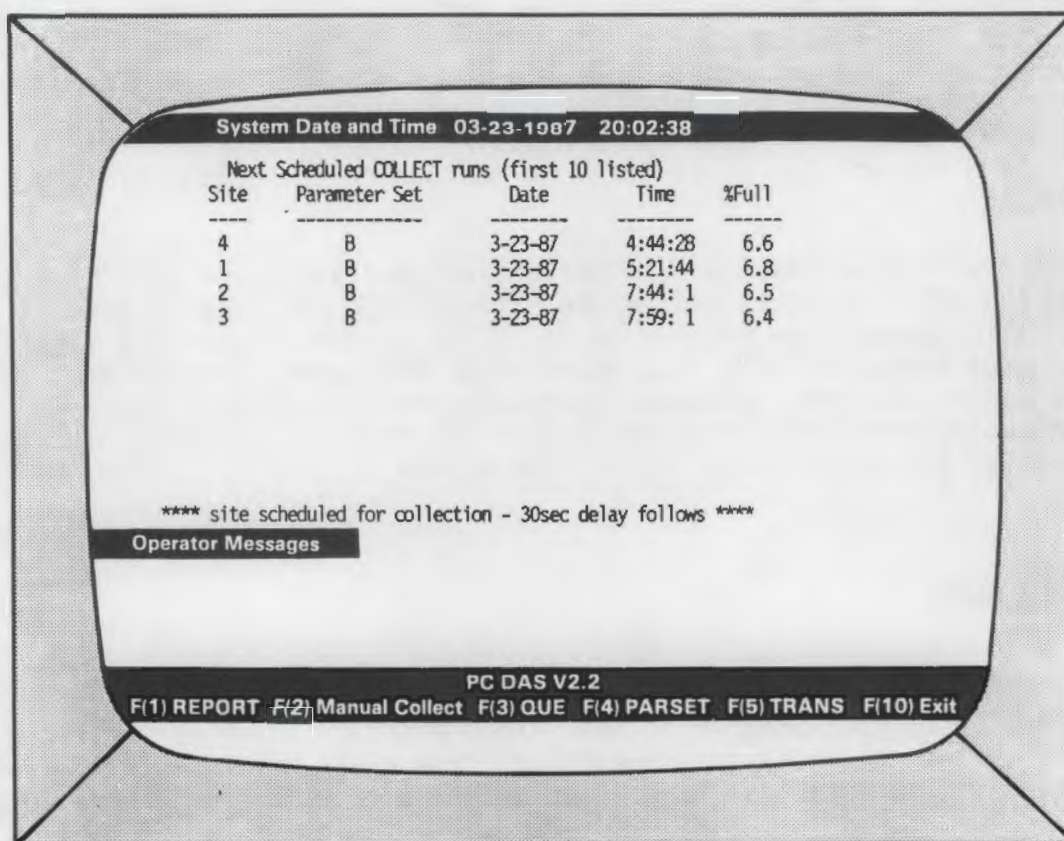 System Date and Time 03-23-1987 20:02:38
Next Scheduled COLLECT runs (first 10 listed)
Site Parameter Set Date Time %Full
---- ------------- -------- -------- ------
4 B 3-23-87 4:44:28 6.6
1 B 3-23-87 5:21:44 6.8
2 B 3-23-87 7:44: 1 6.5
3 B 3-23-87 7:59: 1 6.4
**** site scheduled for collection - 30sec delay follows ****
Operator Messages
PC DAS V2.2
F(1) REPORT F(2) Manual Collect F(3) QUE F(4) PARSET F(5) TRANS F(10) Exit